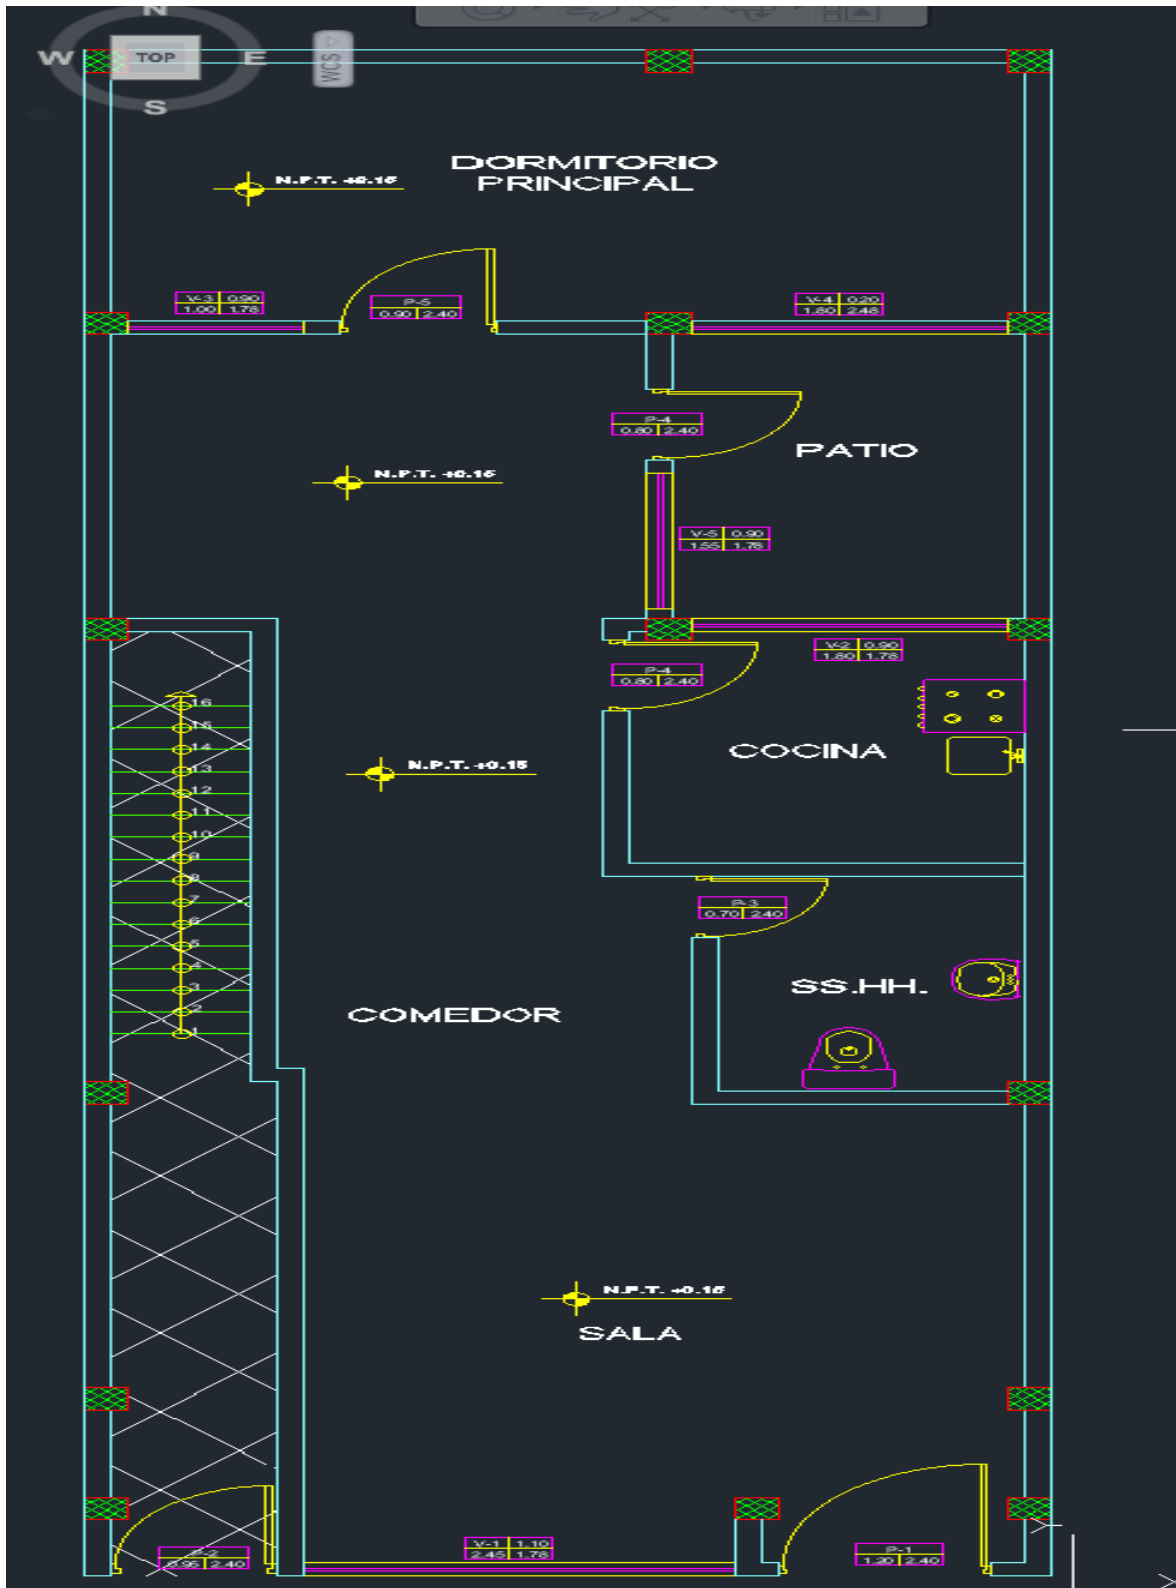 N
W TOP E
WCS
S
DORMITORIO
PRINCIPAL
N.P.T. +0.15
V-3 0.90
1.00 1.78
P-5
0.90 2.40
V-4 0.20
1.80 2.48
P-4
0.80 2.40
PATIO
N.P.T. +0.15
V-5 0.90
1.55 1.78
V-2 0.90
1.80 1.78
P-4
0.80 2.40
16
15
14
13
12
11
10
9
8
7
6
5
4
3
2
1
COCINA
N.P.T. +0.15
P-3
0.70 2.40
SS.HH.
COMEDOR
N.P.T. +0.15
SALA
V-1 1.10
2.45 1.78
P-2
0.95 2.40
P-1
1.20 2.40